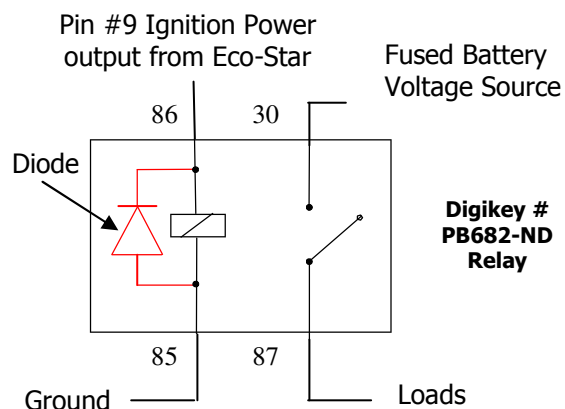 Pin #9 Ignition Power
output from Eco-Star
Fused Battery
Voltage Source
86
30
Diode
Digikey #
PB682-ND
Relay
85
87
Ground
Loads